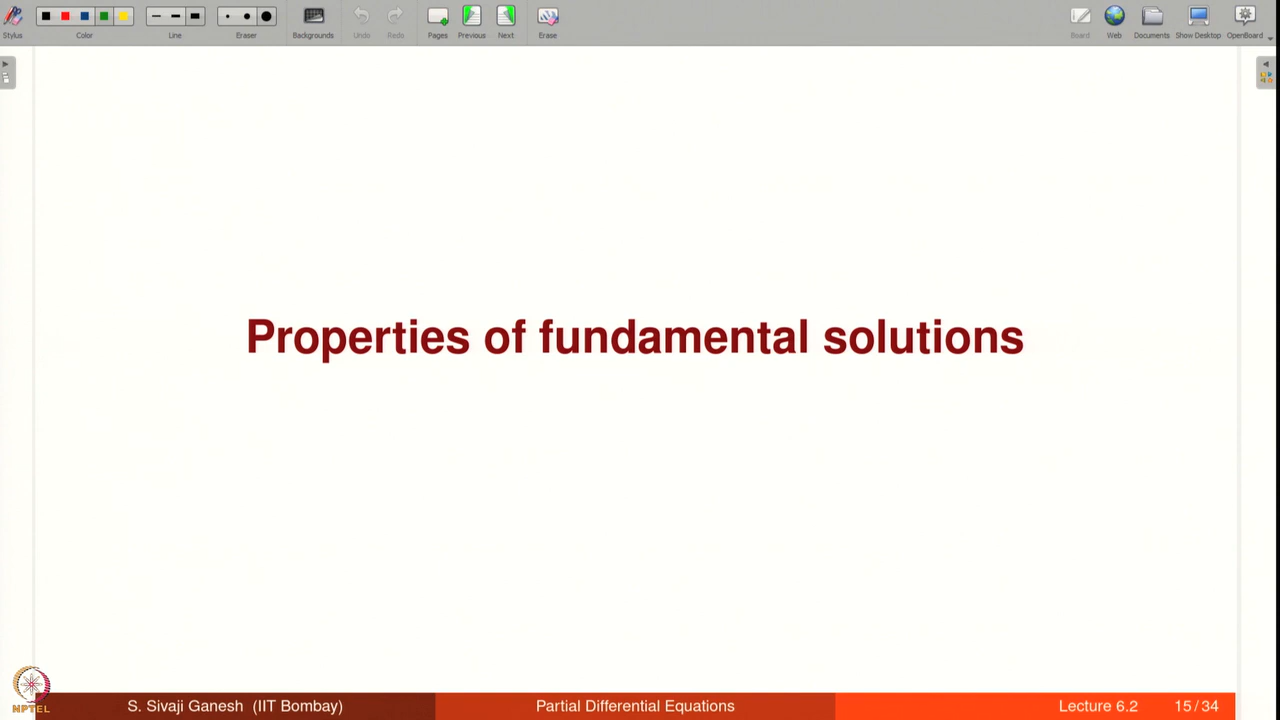 Stylus Color Line Eraser Backgrounds Undo Redo Pages Previous Next Erase Board Web Documents Show Desktop OpenBoard
Properties of fundamental solutions
NPTEL
S. Sivaji Ganesh (IIT Bombay) Partial Differential Equations Lecture 6.2 15/34